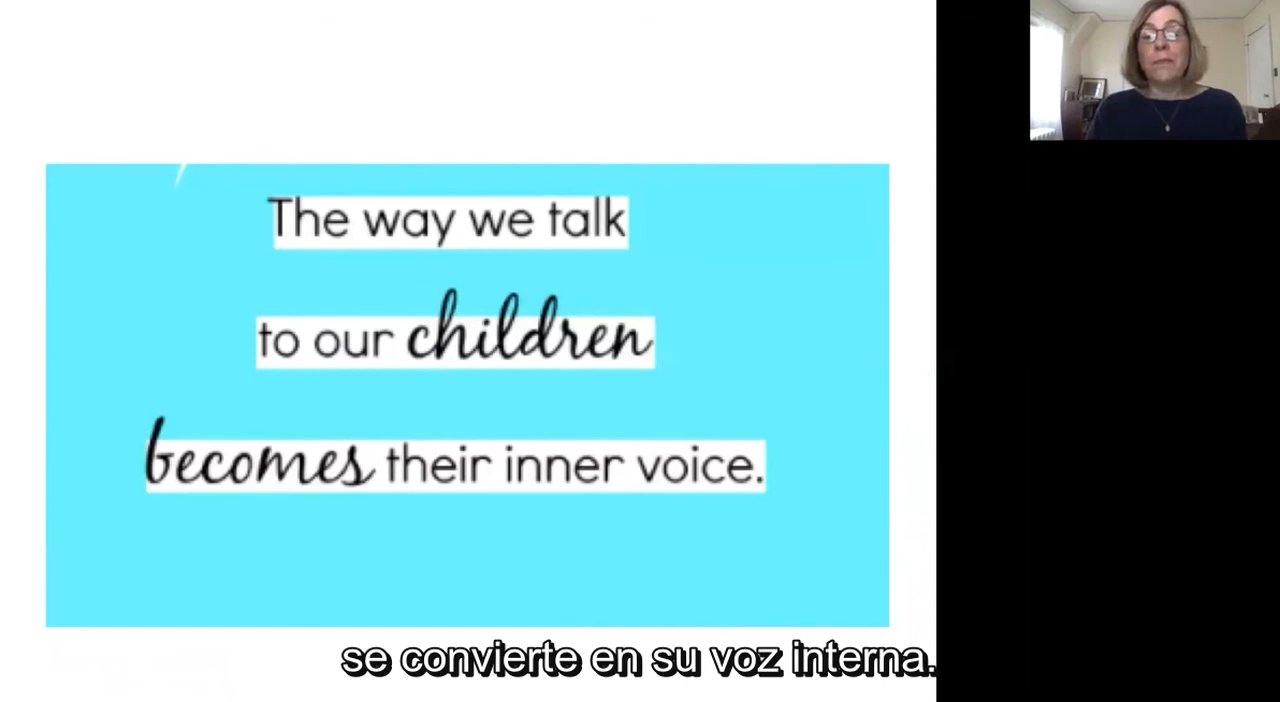 The way we talk
to our children
becomes their inner voice.
se convierte en su voz interna.